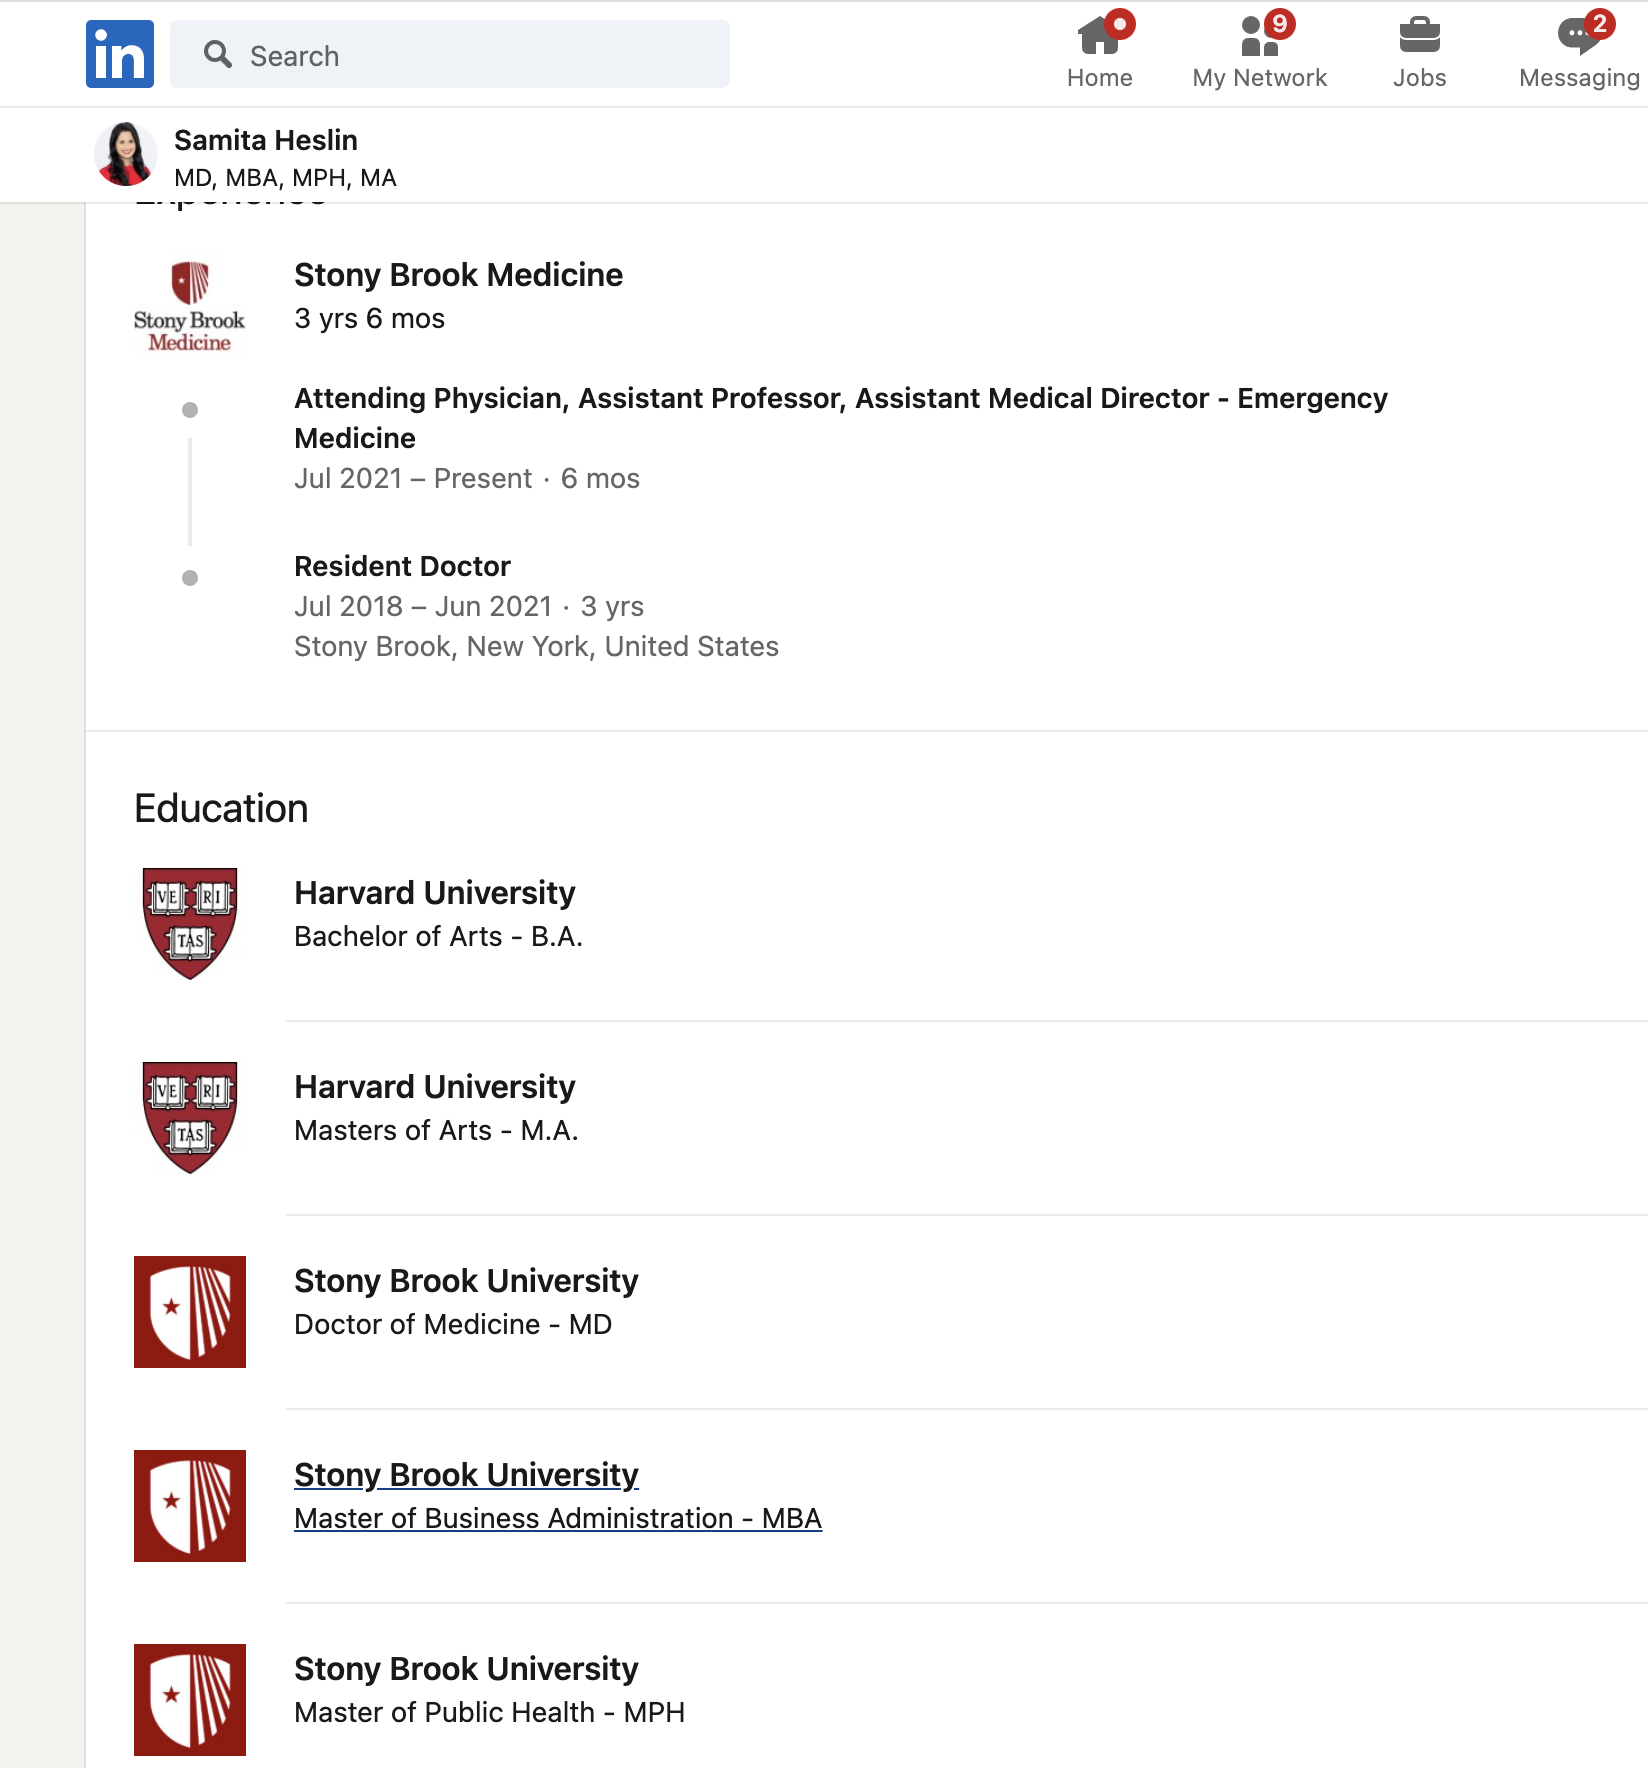 in
Search
Home
9
My Network
Jobs
2
Messaging
Samita Heslin
MD, MBA, MPH, MA
Experience
Stony Brook
Medicine
Stony Brook Medicine
3 yrs 6 mos
Attending Physician, Assistant Professor, Assistant Medical Director - Emergency
Medicine
Jul 2021 – Present · 6 mos
Resident Doctor
Jul 2018 – Jun 2021 · 3 yrs
Stony Brook, New York, United States
Education
VE RI
TAS
Harvard University
Bachelor of Arts - B.A.
VE RI
TAS
Harvard University
Masters of Arts - M.A.
Stony Brook University
Doctor of Medicine - MD
Stony Brook University
Master of Business Administration - MBA
Stony Brook University
Master of Public Health - MPH